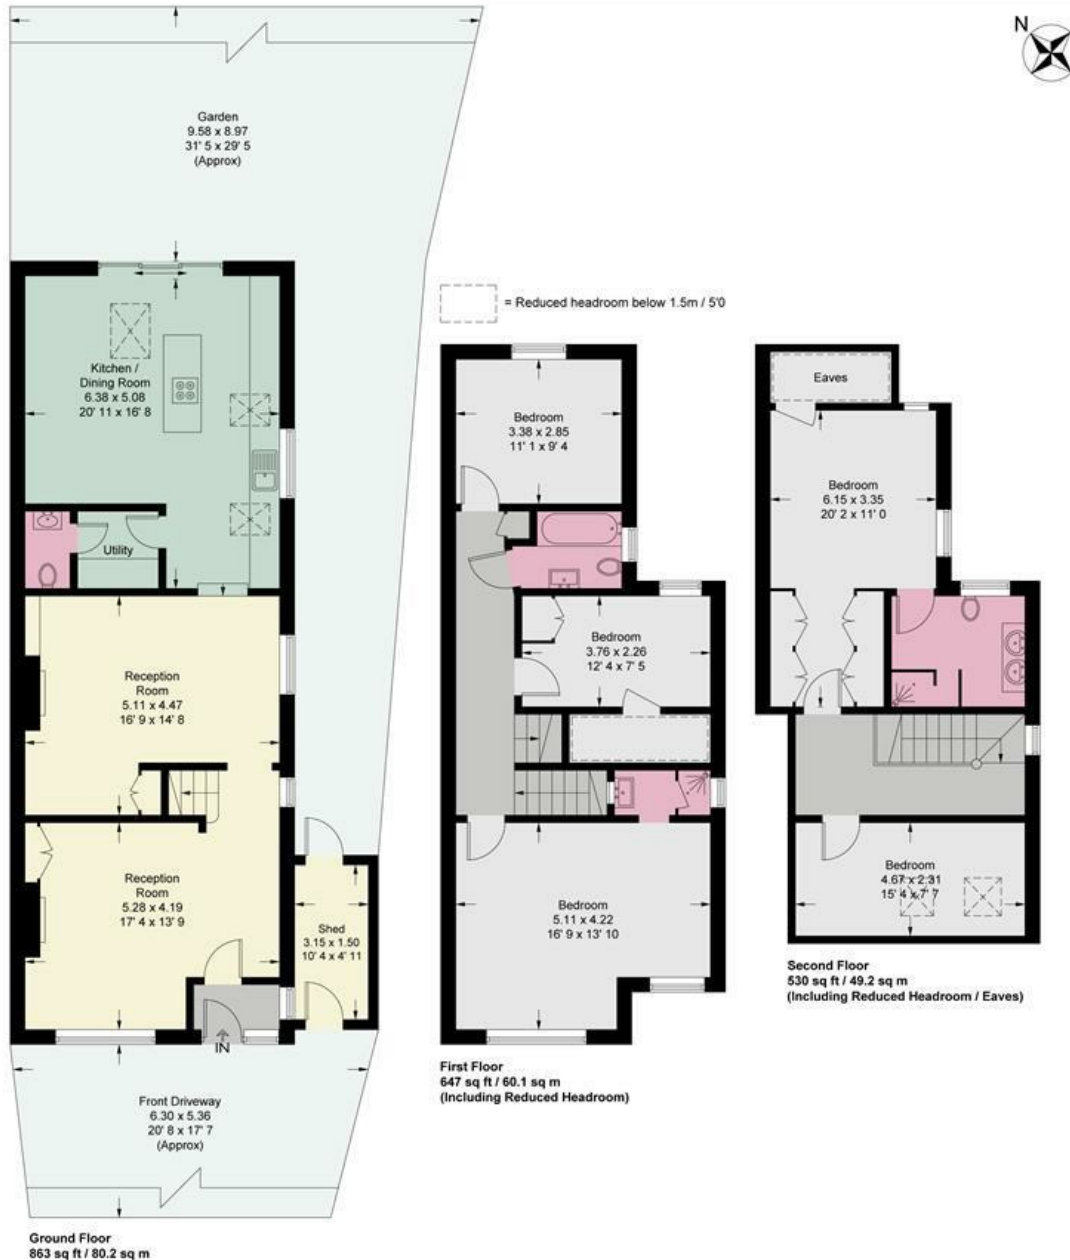 N
Garden
9.58 x 8.97
31' 5 x 29' 5
(Approx)
= Reduced headroom below 1.5m / 5'0
Kitchen /
Dining Room
6.38 x 5.08
20' 11 x 16' 8
Utility
Reception
Room
5.11 x 4.47
16' 9 x 14' 8
Reception
Room
5.28 x 4.19
17' 4 x 13' 9
Shed
3.15 x 1.50
10' 4 x 4' 11
IN
Front Driveway
6.30 x 5.36
20' 8 x 17' 7
(Approx)
Ground Floor
863 sq ft / 80.2 sq m
Bedroom
3.38 x 2.85
11' 1 x 9' 4
Bedroom
3.76 x 2.26
12' 4 x 7' 5
Bedroom
5.11 x 4.22
16' 9 x 13' 10
First Floor
647 sq ft / 60.1 sq m
(Including Reduced Headroom)
Eaves
Bedroom
6.15 x 3.35
20' 2 x 11' 0
Bedroom
4.67 x 2.31
15' 4 x 7' 7
Second Floor
530 sq ft / 49.2 sq m
(Including Reduced Headroom / Eaves)